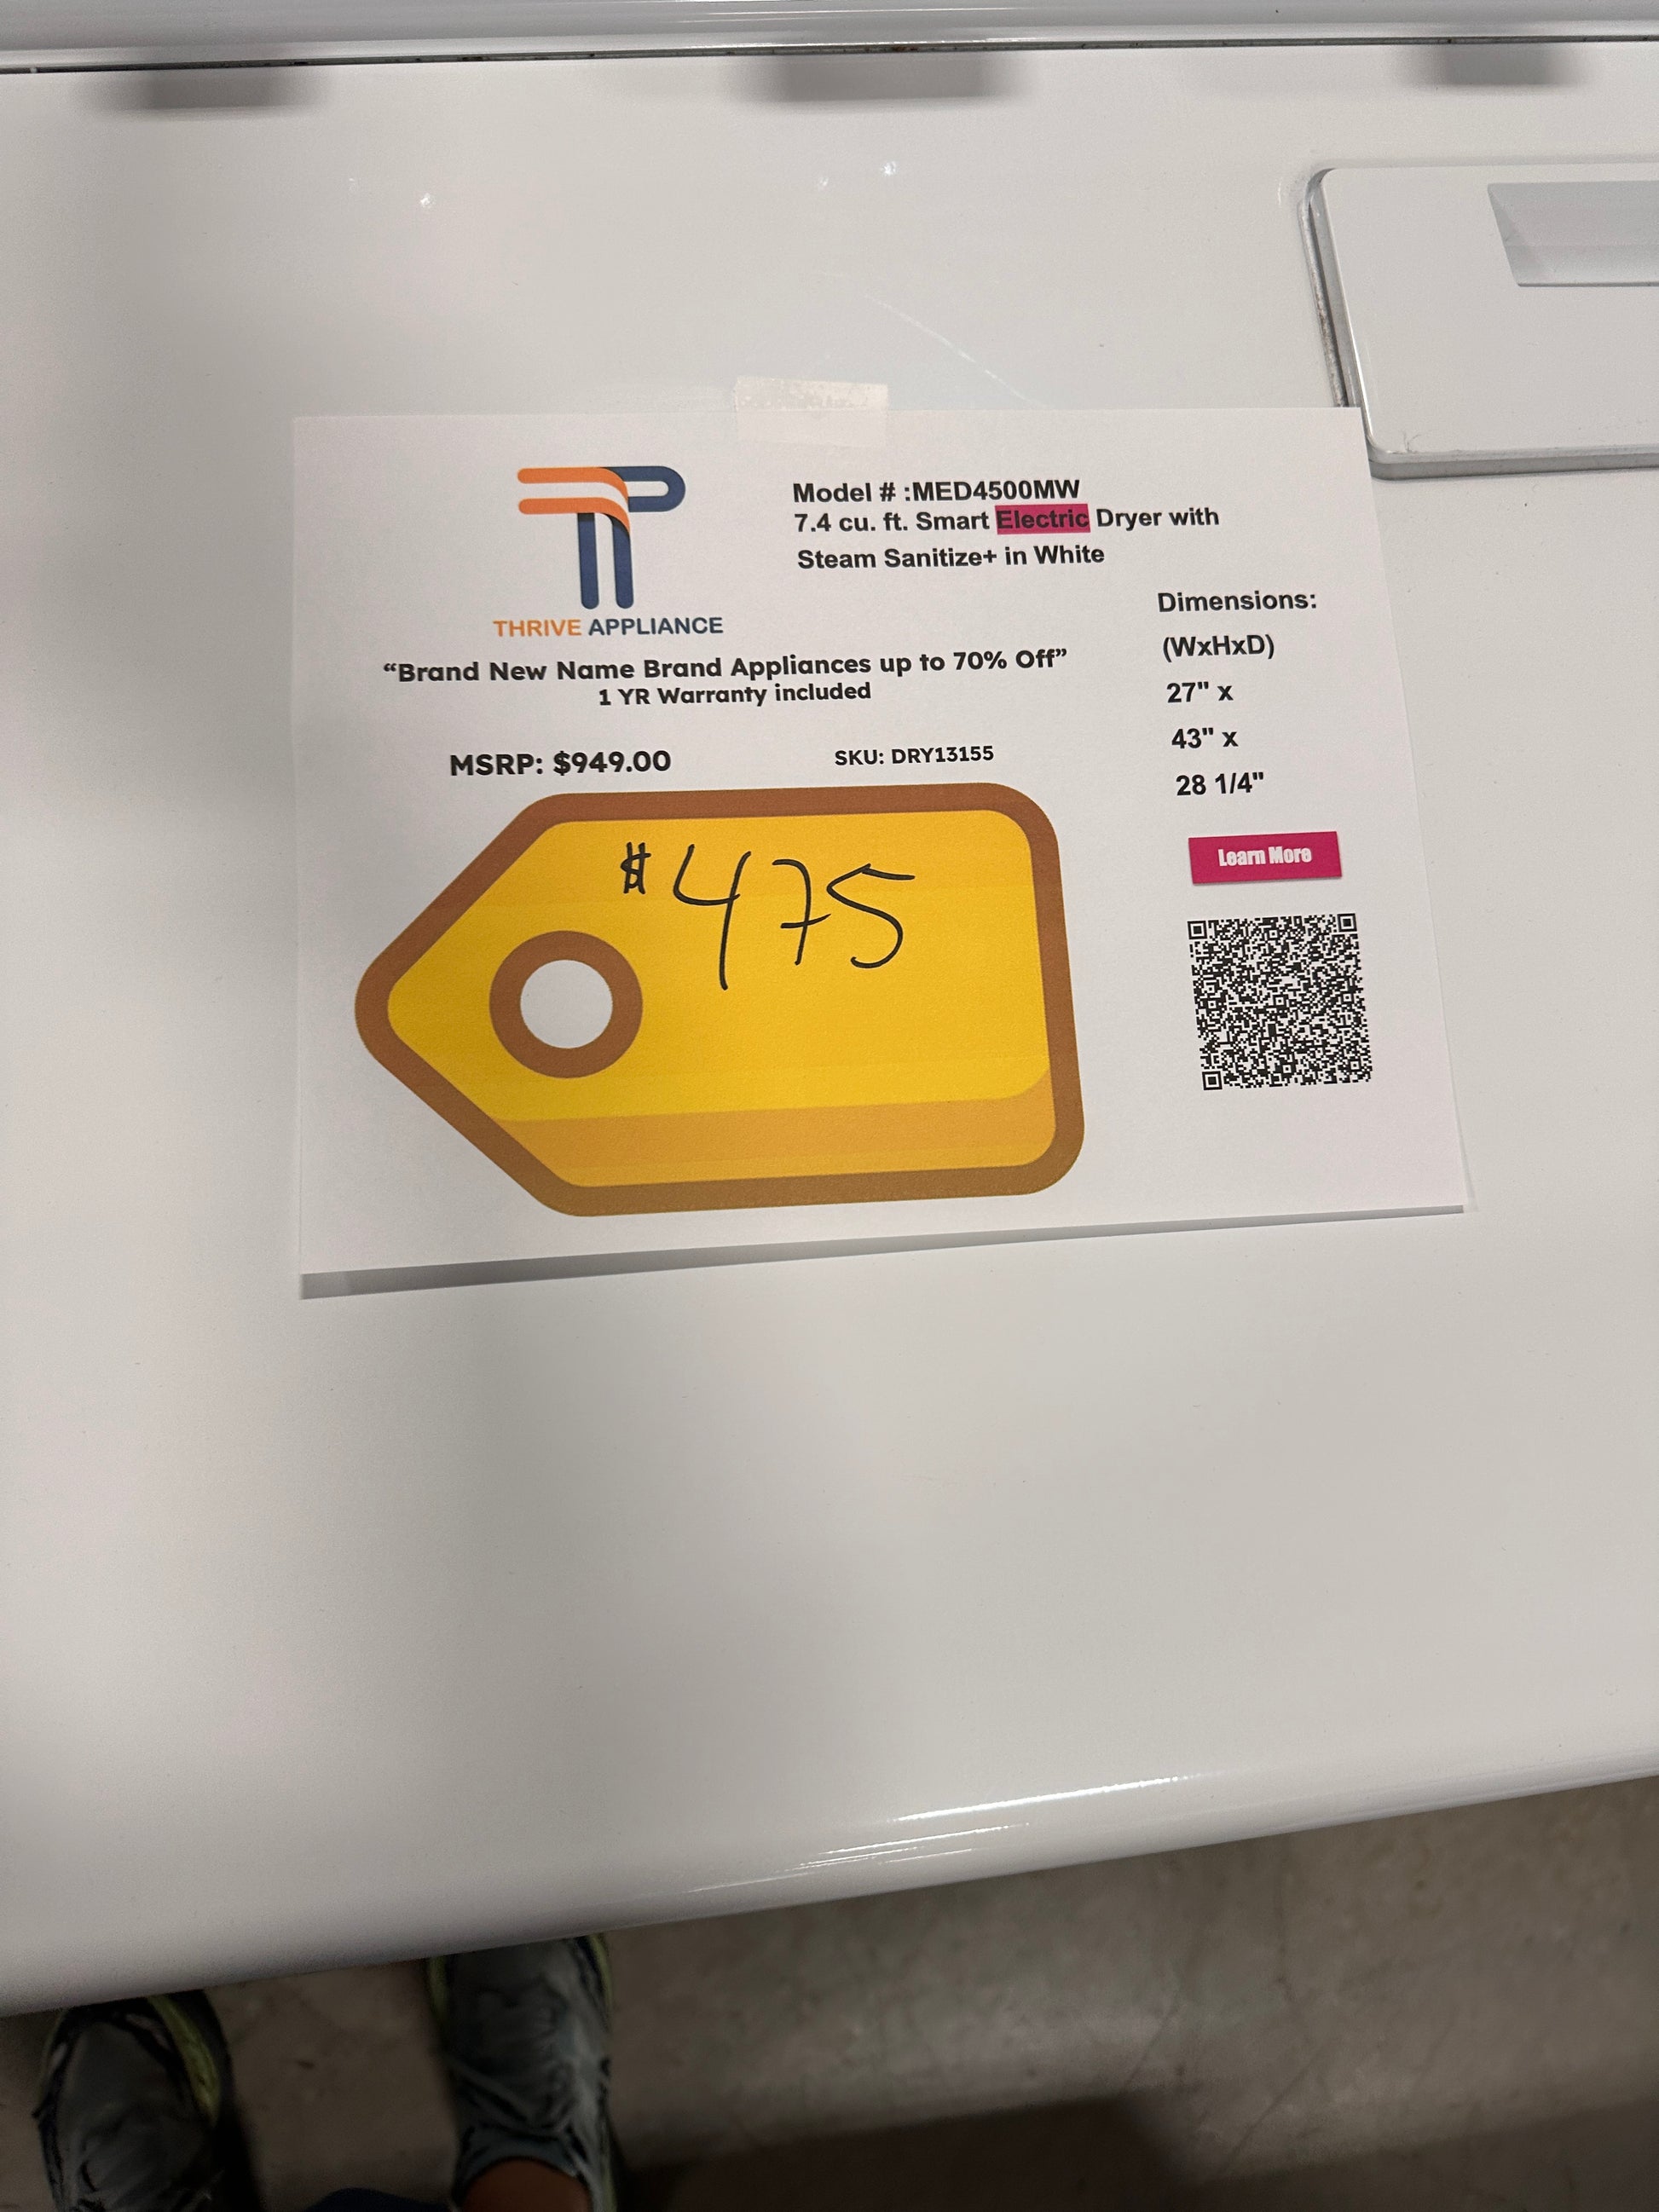 Model # :MED4500MW
7.4 cu. ft. Smart Electric Dryer with
Steam Sanitize+ in White
THRIVE APPLIANCE
“Brand New Name Brand Appliances up to 70% Off”
1 YR Warranty included
MSRP: $949.00
SKU: DRY13155
Dimensions:
(WxHxD)
27" x
43" x
28 1/4"
$475
Learn More